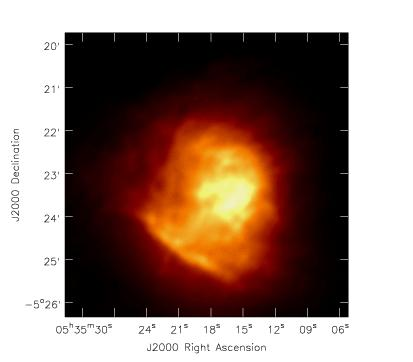 20'
21'
22'
23'
24'
25'
-5°26'
J2000 Declination
05ʰ35ᵐ30ˢ 24ˢ 21ˢ 18ˢ 15ˢ 12ˢ 09ˢ 06ˢ
J2000 Right Ascension